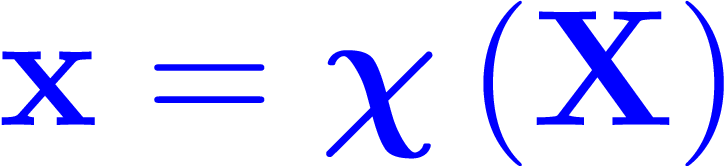 𝐱 = 𝛘 (𝐗)